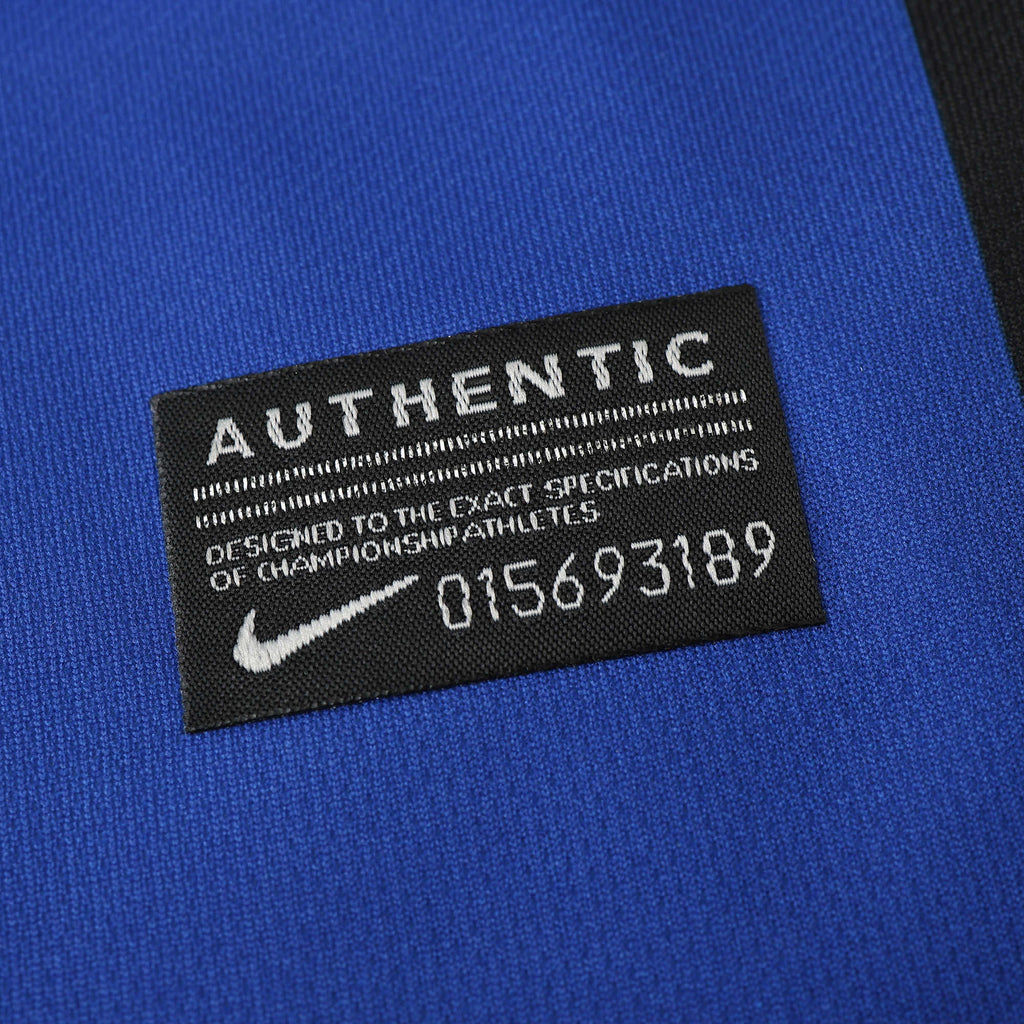 AUTHENTIC
DESIGNED TO THE EXACT SPECIFICATIONS
OF CHAMPIONSHIP ATHLETES
015693189